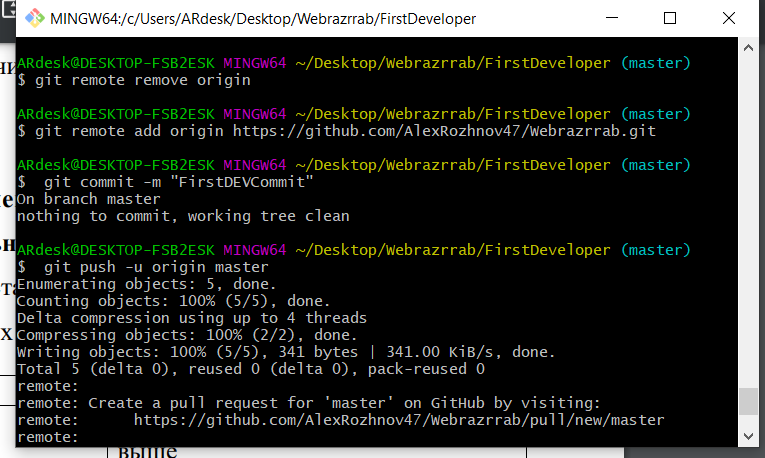 MINGW64:/c/Users/ARdesk/Desktop/Webrazrrab/FirstDeveloper
ARdesk@DESKTOP-FSB2ESK MINGW64 ~/Desktop/Webrazrrab/FirstDeveloper (master)
$ git remote remove origin
ARdesk@DESKTOP-FSB2ESK MINGW64 ~/Desktop/Webrazrrab/FirstDeveloper (master)
$ git remote add origin https://github.com/AlexRozhnov47/Webrazrrab.git
ARdesk@DESKTOP-FSB2ESK MINGW64 ~/Desktop/Webrazrrab/FirstDeveloper (master)
$  git commit -m "FirstDEVCommit"
On branch master
nothing to commit, working tree clean
ARdesk@DESKTOP-FSB2ESK MINGW64 ~/Desktop/Webrazrrab/FirstDeveloper (master)
$  git push -u origin master
Enumerating objects: 5, done.
Counting objects: 100% (5/5), done.
Delta compression using up to 4 threads
Compressing objects: 100% (2/2), done.
Writing objects: 100% (5/5), 341 bytes | 341.00 KiB/s, done.
Total 5 (delta 0), reused 0 (delta 0), pack-reused 0
remote:
remote: Create a pull request for 'master' on GitHub by visiting:
remote:      https://github.com/AlexRozhnov47/Webrazrrab/pull/new/master
remote:
выше